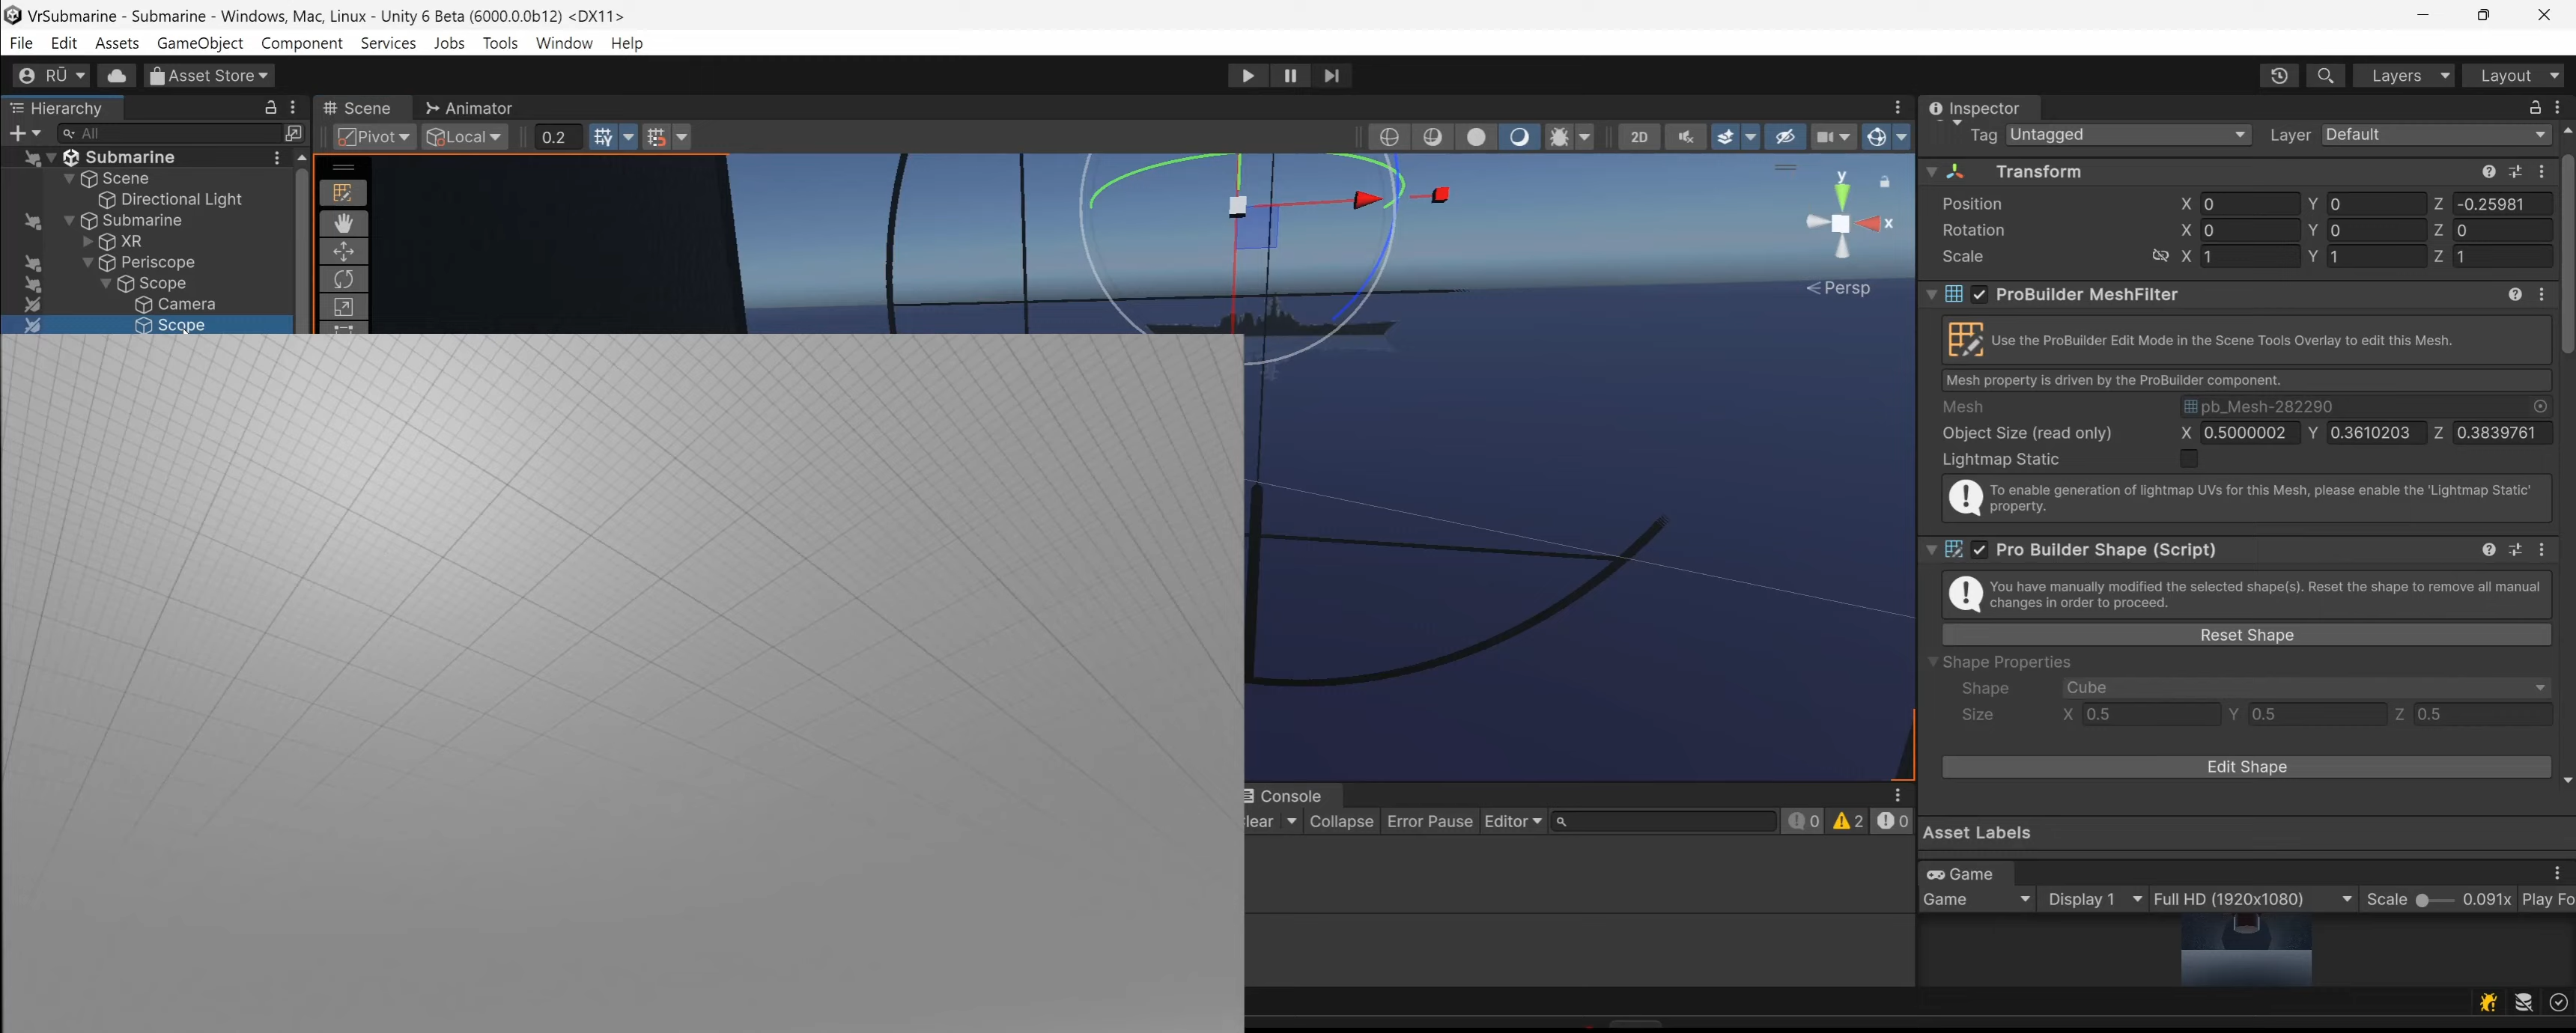 VrSubmarine - Submarine - Windows, Mac, Linux - Unity 6 Beta (6000.0.0b12) <DX11>
File Edit Assets GameObject Component Services Jobs Tools Window Help
RŪ Asset Store Layers Layout
Hierarchy Scene Animator Inspector
All Pivot Local 0.2 2D Tag Untagged Layer Default
Submarine
Scene
Directional Light
Submarine
XR
Periscope
Scope
Camera
Scope
y
x
Persp
Transform
Position X 0 Y 0 Z -0.25981
Rotation X 0 Y 0 Z 0
Scale X 1 Y 1 Z 1
ProBuilder MeshFilter
Use the ProBuilder Edit Mode in the Scene Tools Overlay to edit this Mesh.
Mesh property is driven by the ProBuilder component.
Mesh pb_Mesh-282290
Object Size (read only) X 0.5000002 Y 0.3610203 Z 0.3839761
Lightmap Static
To enable generation of lightmap UVs for this Mesh, please enable the 'Lightmap Static'
property.
Pro Builder Shape (Script)
You have manually modified the selected shape(s). Reset the shape to remove all manual
changes in order to proceed.
Reset Shape
Shape Properties
Shape Cube
Size X 0.5 Y 0.5 Z 0.5
Edit Shape
Console
lear Collapse Error Pause Editor 0 2 0
Asset Labels
Game
Game Display 1 Full HD (1920x1080) Scale 0.091x Play Fo